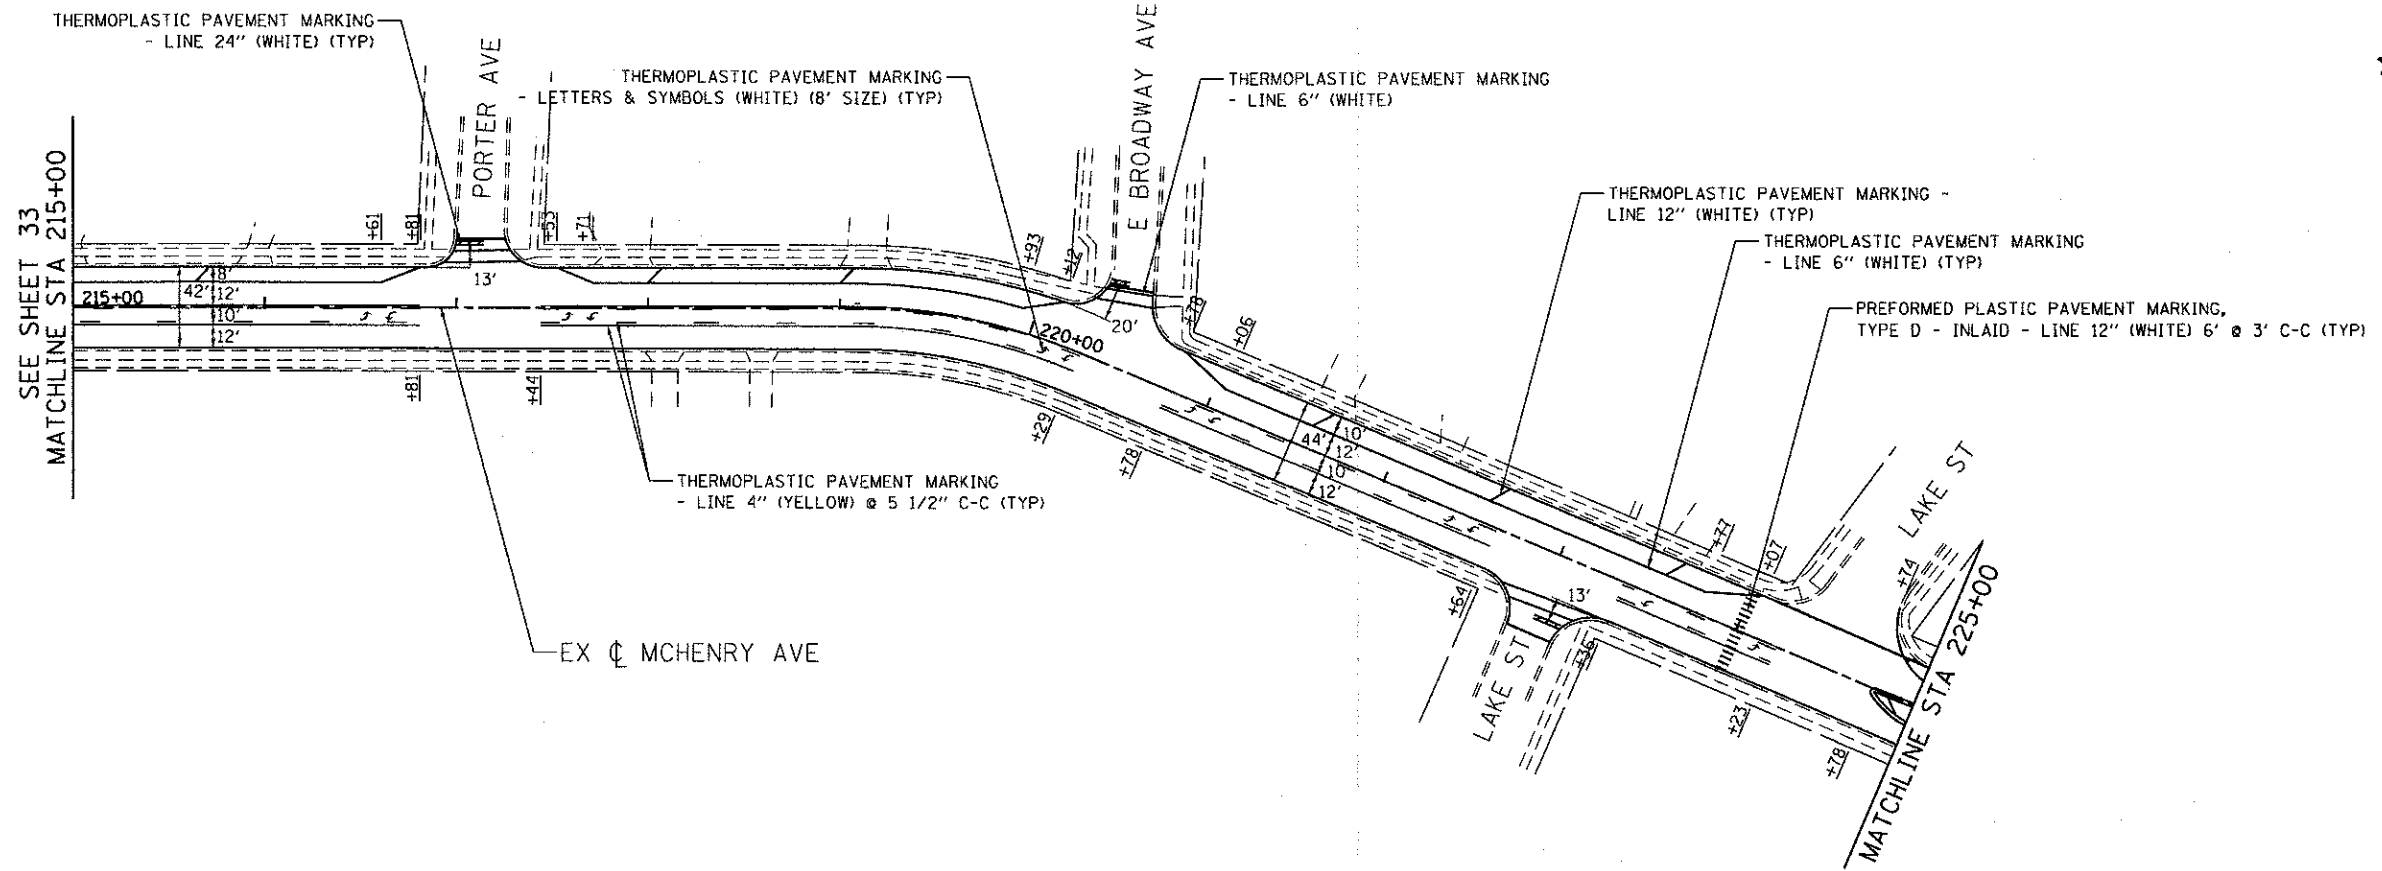 THERMOPLASTIC PAVEMENT MARKING
- LINE 24" (WHITE) (TYP)
PORTER AVE
THERMOPLASTIC PAVEMENT MARKING
- LETTERS & SYMBOLS (WHITE) (8' SIZE) (TYP)
E BROADWAY AVE
THERMOPLASTIC PAVEMENT MARKING
- LINE 6" (WHITE)
THERMOPLASTIC PAVEMENT MARKING -
LINE 12" (WHITE) (TYP)
THERMOPLASTIC PAVEMENT MARKING
- LINE 6" (WHITE) (TYP)
PREFORMED PLASTIC PAVEMENT MARKING,
TYPE D - INLAID - LINE 12" (WHITE) 6' @ 3' C-C (TYP)
SEE SHEET 33
MATCHLINE STA 215+00
+61
+81
+53
+71
+93
+12
+78
+06
215+00
42'
8'
12'
10'
12'
13'
20'
220+00
+81
+44
+29
+78
44'
10'
12'
10'
12'
THERMOPLASTIC PAVEMENT MARKING
- LINE 4" (YELLOW) @ 5 1/2" C-C (TYP)
EX ℄ MCHENRY AVE
+77
+07
LAKE ST
+74
+64
13'
LAKE ST
+36
+23
+78
MATCHLINE STA 225+00